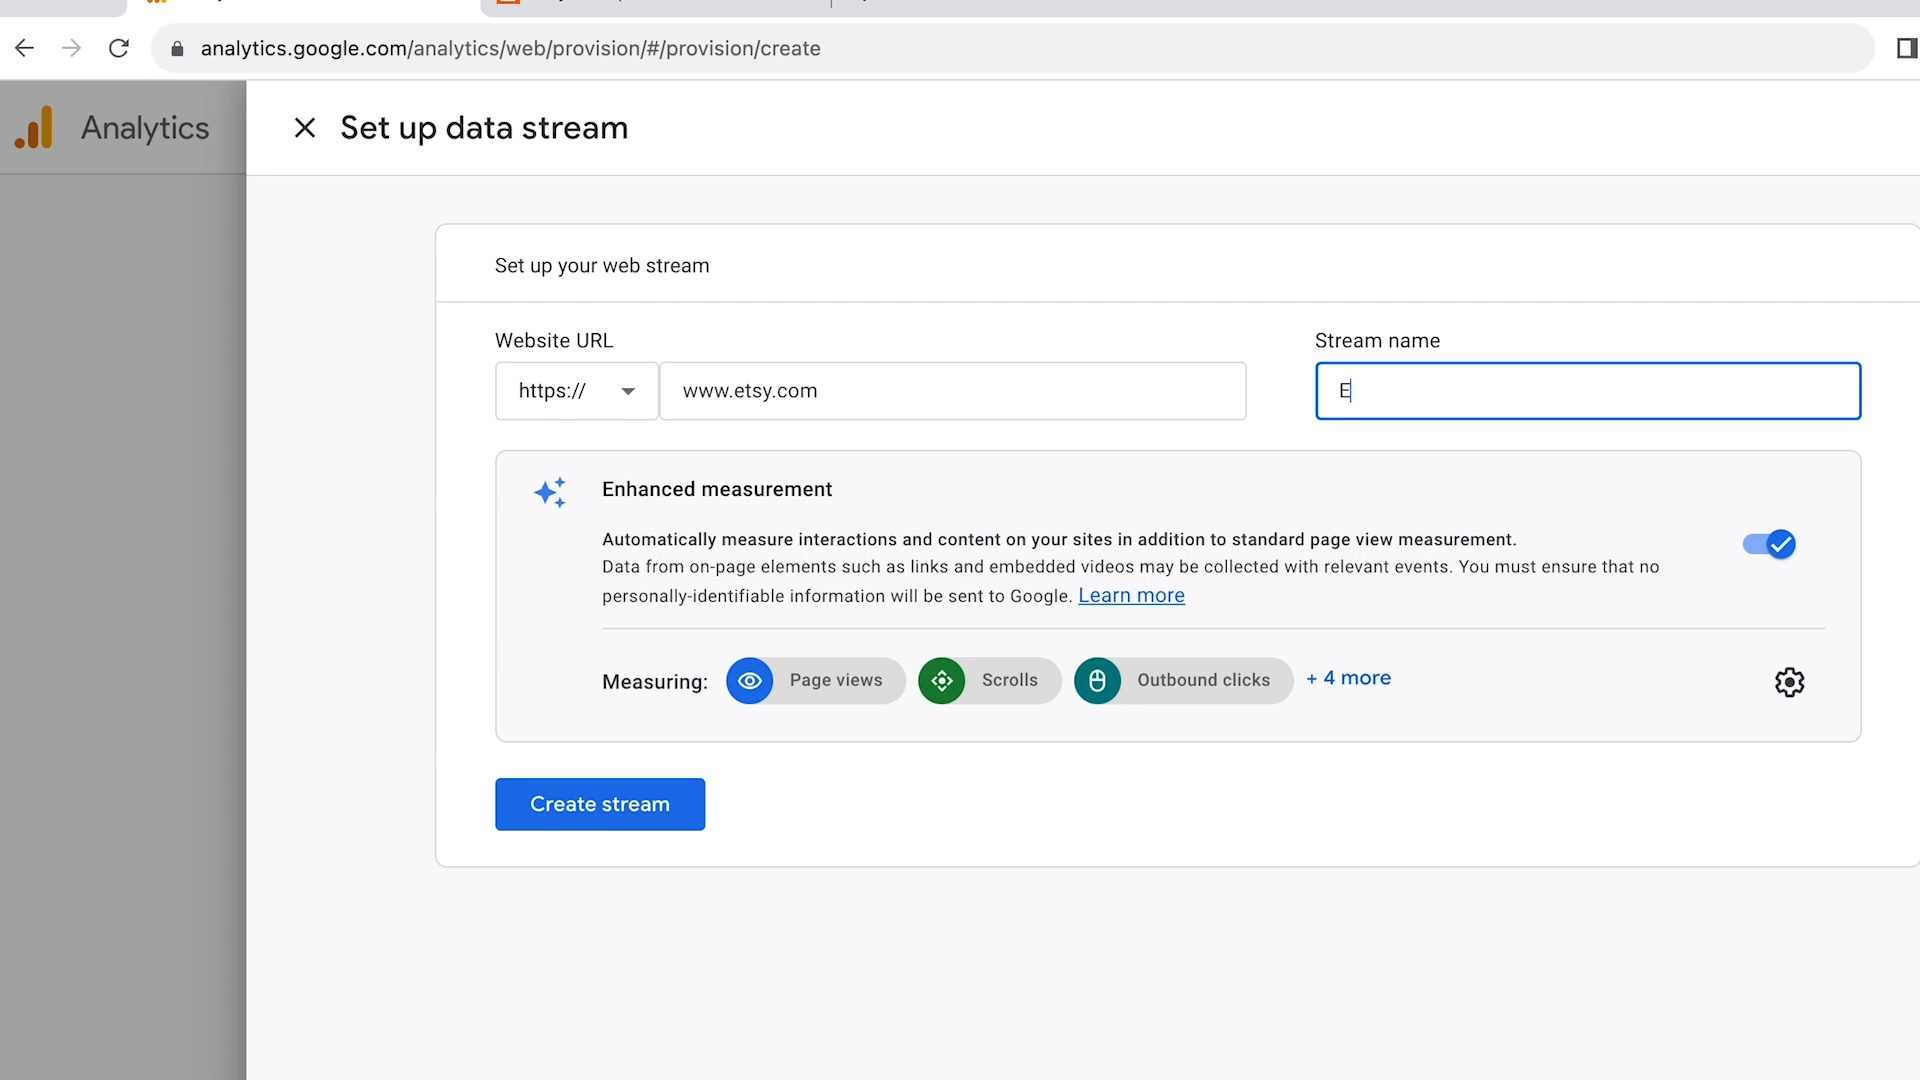 analytics.google.com/analytics/web/provision/#/provision/create
Analytics
Set up data stream
Set up your web stream
Website URL
Stream name
https://
www.etsy.com
E
Enhanced measurement
Automatically measure interactions and content on your sites in addition to standard page view measurement.
Data from on-page elements such as links and embedded videos may be collected with relevant events. You must ensure that no
personally-identifiable information will be sent to Google. Learn more
Measuring:
Page views
Scrolls
Outbound clicks
+ 4 more
Create stream